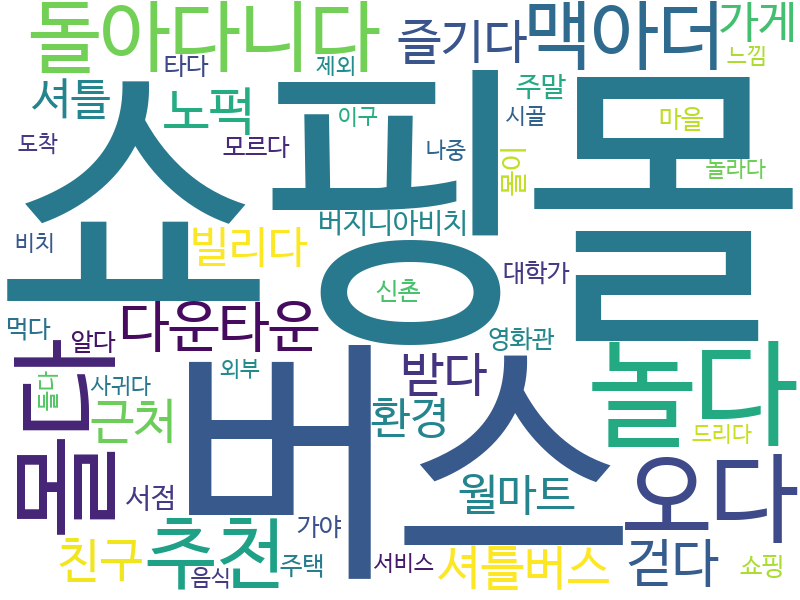 돌아다니다
즐기다
맥아더
가게
느낌
타다
제외
셔틀
노퍽
주말
이구
시골
마을
도착
모르다
나중
몰이
놀라다
쇼핑몰
버지니아비치
비치
빌리다
대학가
신촌
다운타운
먹다
알다
영화관
몰다
외부
받다
놀다
들다
사귀다
근처
환경
드리다
버스
서점
월마트
오다
가야
친구
추천
주택
음식
서비스
셔틀버스
걷다
쇼핑